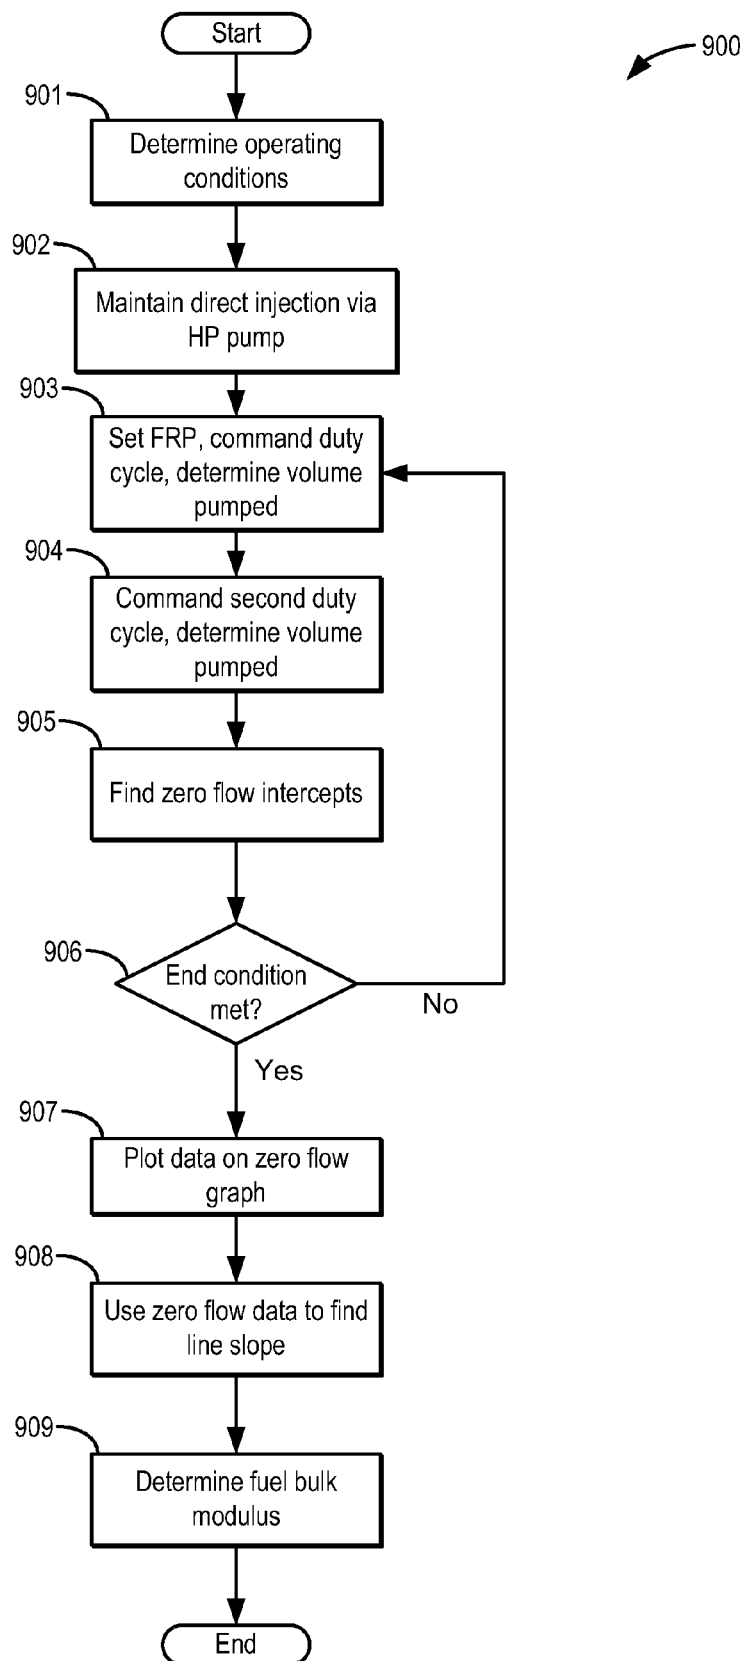 Start
900
901
Determine operating
conditions
902
Maintain direct injection via
HP pump
903
Set FRP, command duty
cycle, determine volume
pumped
904
Command second duty
cycle, determine volume
pumped
905
Find zero flow intercepts
906
End condition
met?
No
Yes
907
Plot data on zero flow
graph
908
Use zero flow data to find
line slope
909
Determine fuel bulk
modulus
End